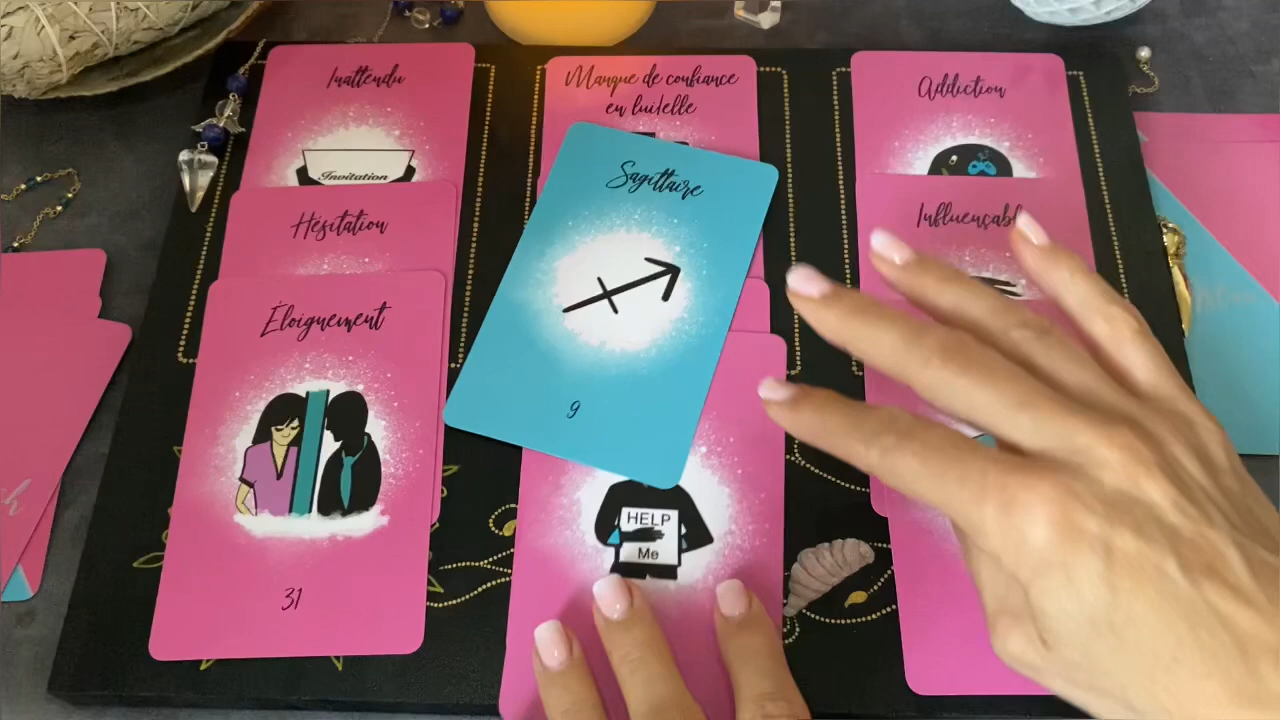 Inattendu
Invitation
Hésitation
Éloignement
31
Manque de confiance
en lui/elle
Sagittaire
9
HELP
Me
Addiction